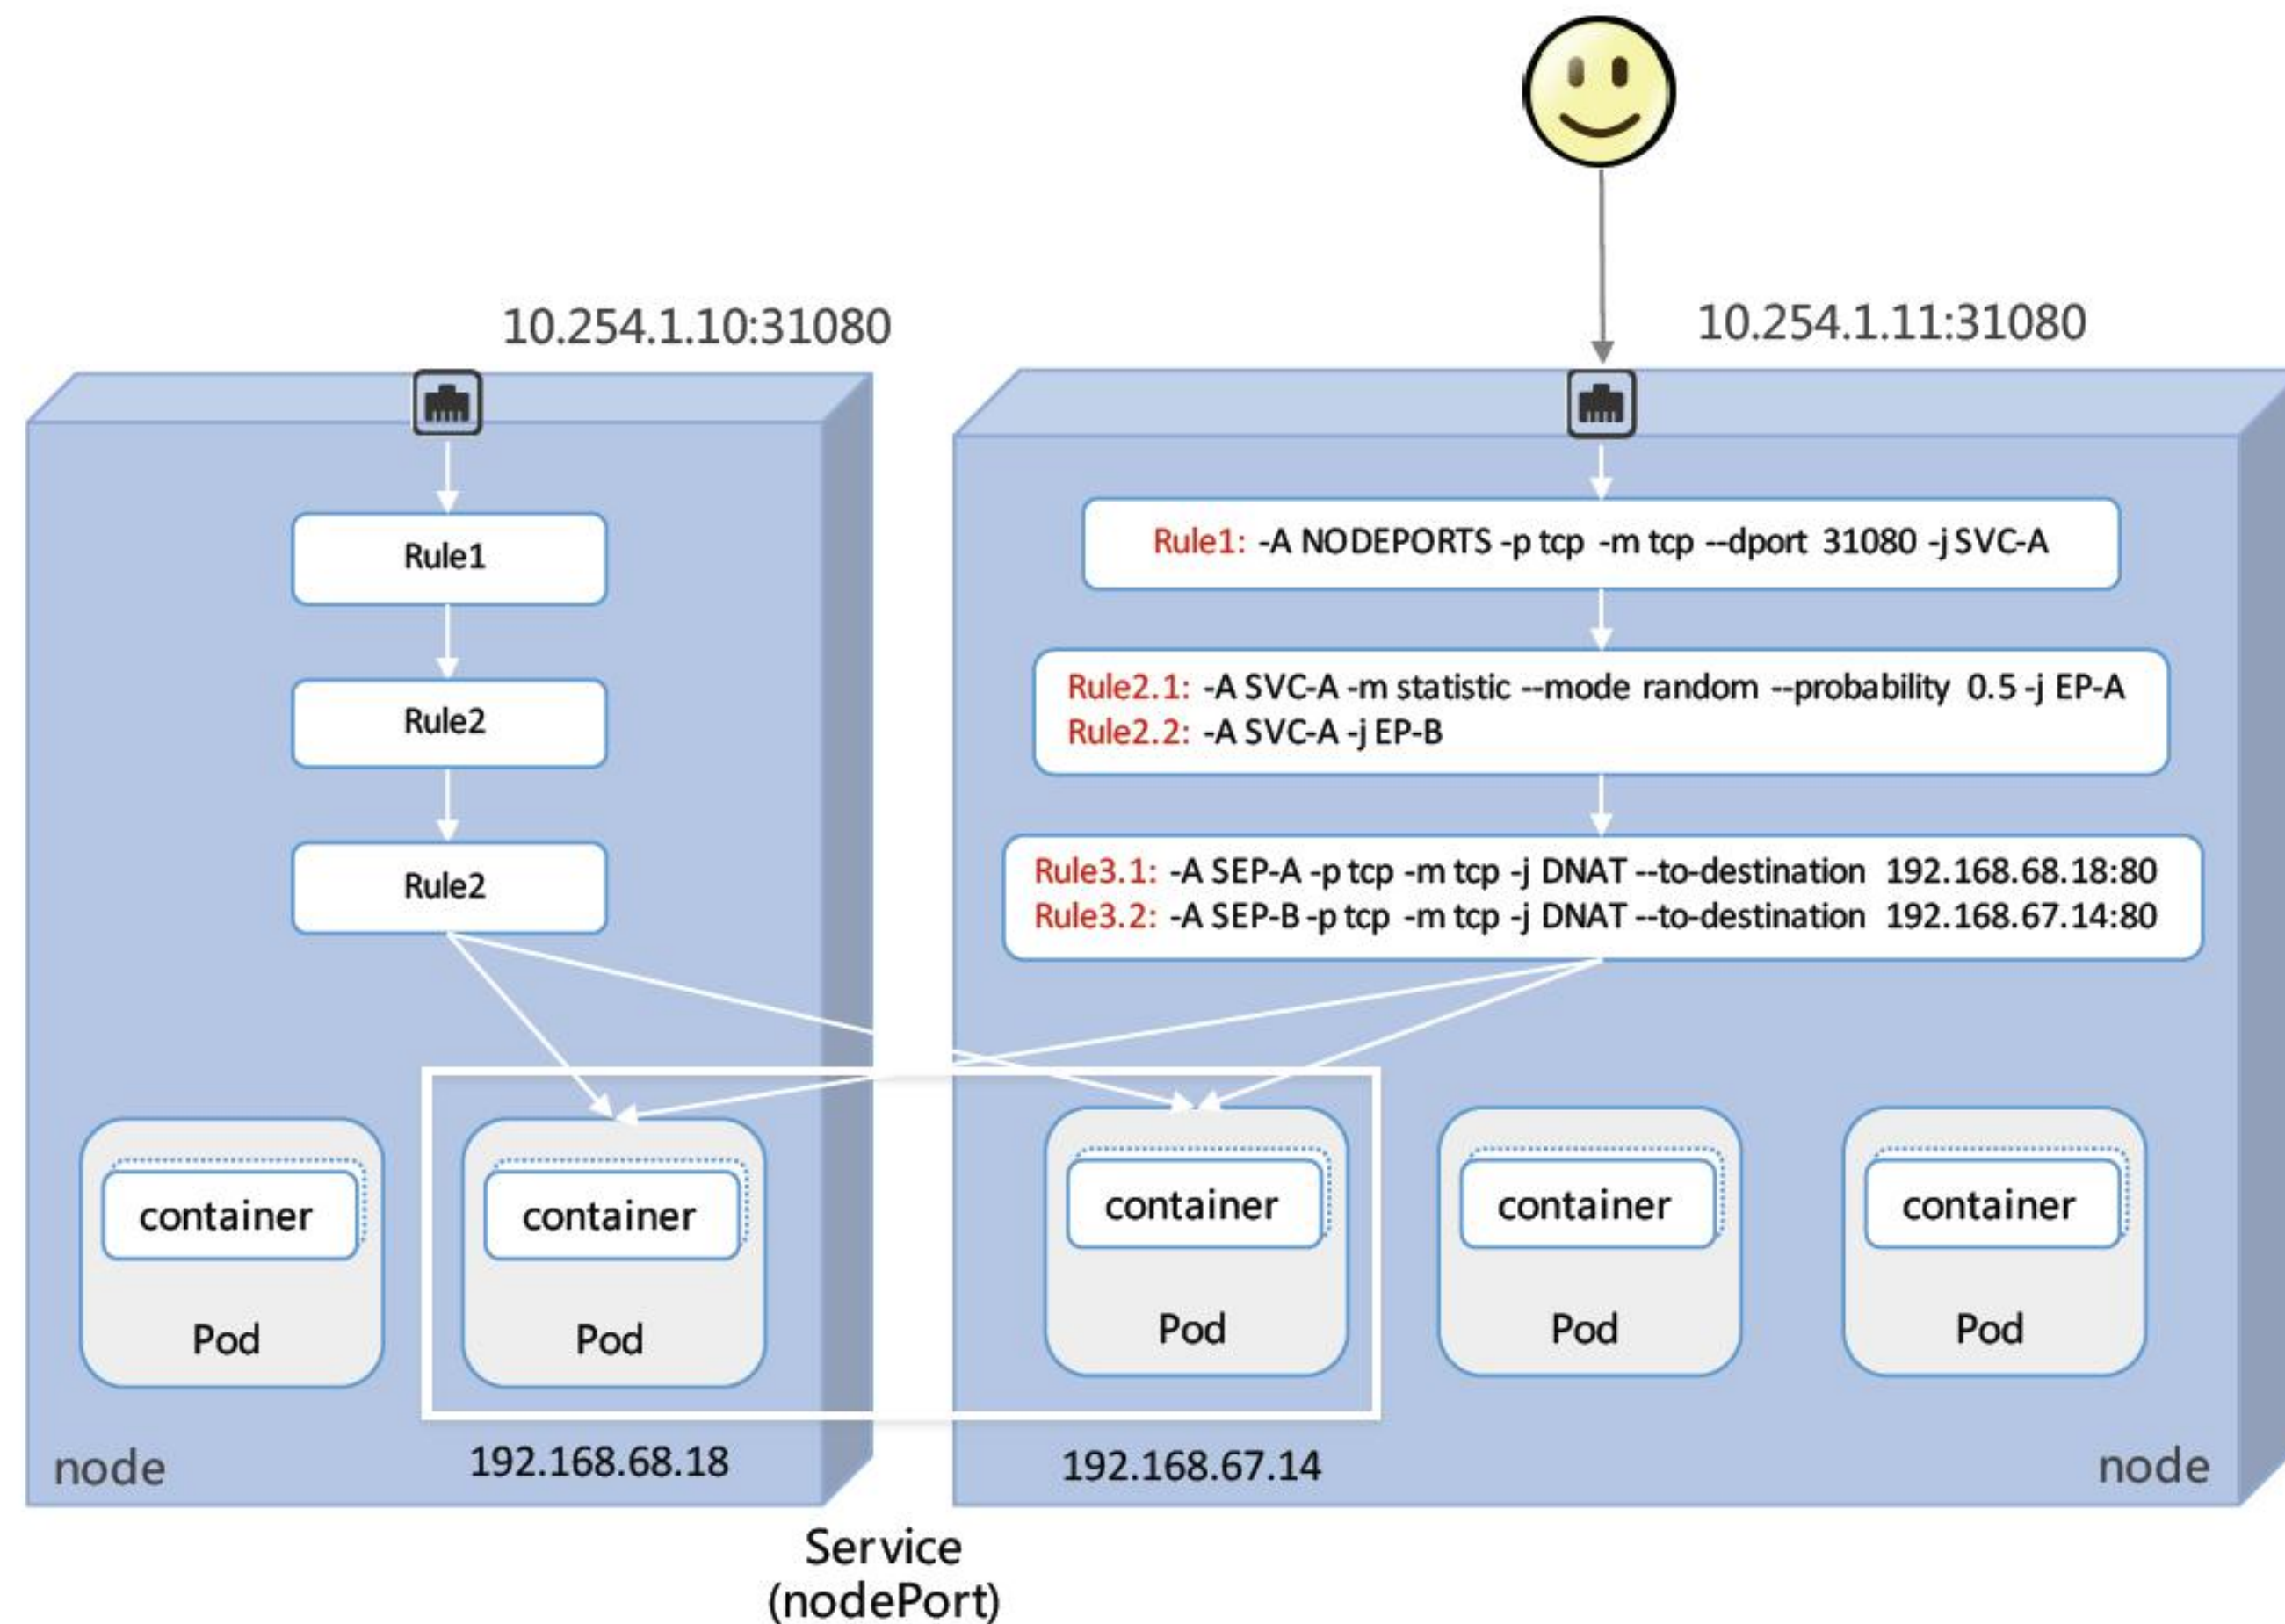 10.254.1.10:31080
10.254.1.11:31080
Rule1
Rule2
Rule2
Rule1: -A NODEPORTS -p tcp -m tcp --dport 31080 -j SVC-A
Rule2.1: -A SVC-A -m statistic --mode random --probability 0.5 -j EP-A
Rule2.2: -A SVC-A -j EP-B
Rule3.1: -A SEP-A -p tcp -m tcp -j DNAT --to-destination 192.168.68.18:80
Rule3.2: -A SEP-B -p tcp -m tcp -j DNAT --to-destination 192.168.67.14:80
container
Pod
container
Pod
container
Pod
container
Pod
container
Pod
node
192.168.68.18
192.168.67.14
node
Service
(nodePort)